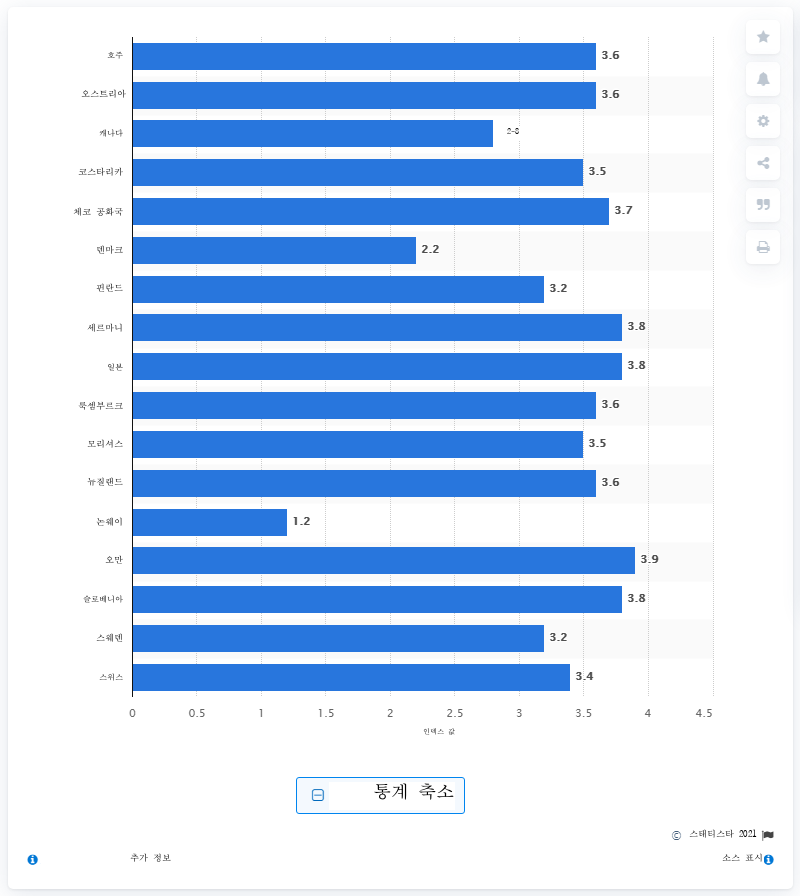 호주 3.6
오스트리아 3.6
캐나다
코스타리카 3.5
체코 공화국 3.7
덴마크 2.2
핀란드 3.2
세르마니 3.8
일본 3.8
룩셈부르크 3.6
모리셔스 3.5
뉴질랜드 3.6
논웨이 1.2
오만 3.9
슬로베니아 3.8
스웨덴 3.2
스위스 3.4
0 0.5 1 1.5 2 2.5 3 3.5 4 4.5
인덱스 값
통계 축소
© 스태티스타 2021
추가 정보 소스 표시